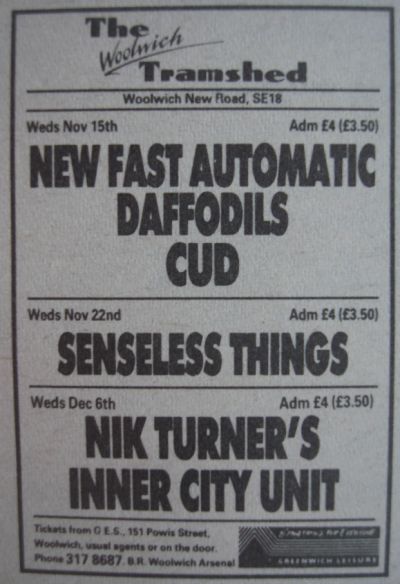 The
Woolwich
Tramshed
Woolwich New Road, SE18
Weds Nov 15th Adm £4 (£3.50)
NEW FAST AUTOMATIC
DAFFODILS
CUD
Weds Nov 22nd Adm £4 (£3.50)
SENSELESS THINGS
Weds Dec 6th Adm £4 (£3.50)
NIK TURNER'S
INNER CITY UNIT
Tickets from G E.S., 151 Powis Street,
Woolwich, usual agents or on the door.
Phone 317 8687. B.R. Woolwich Arsenal
GREENWICH LEISURE